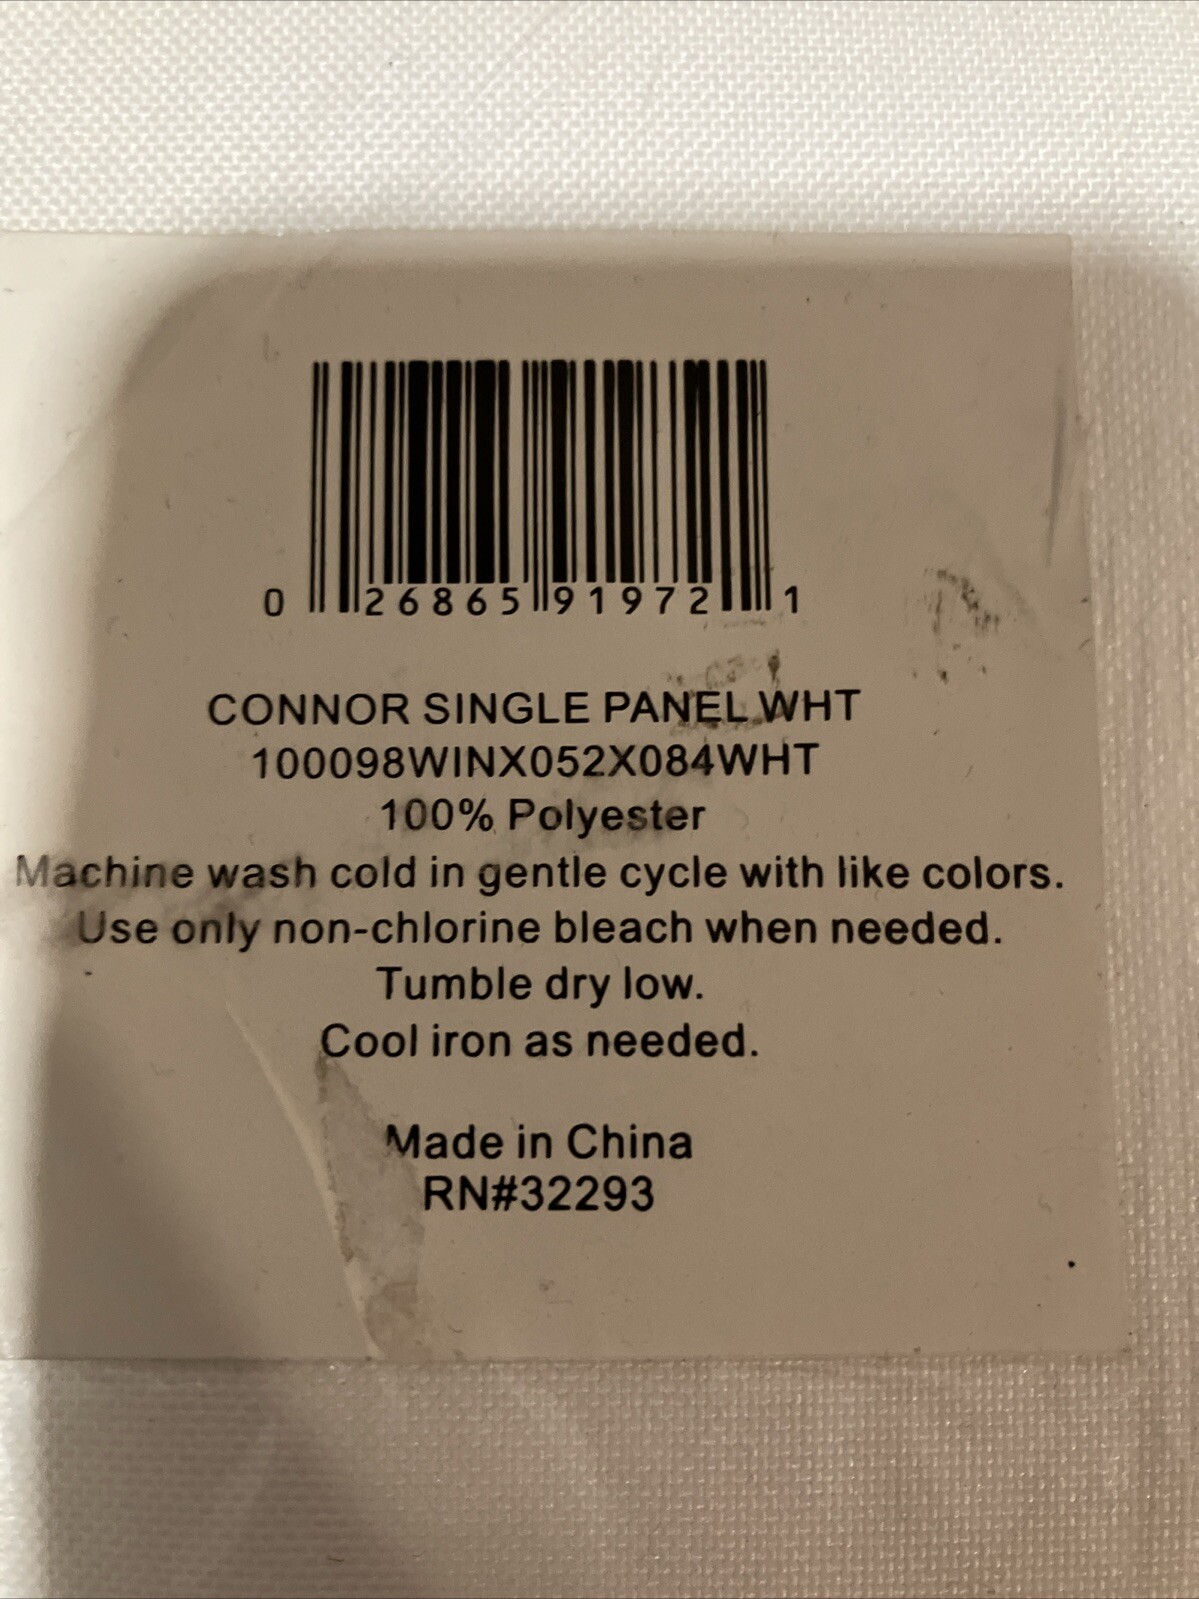 0 26865 91972 1
CONNOR SINGLE PANEL WHT
100098WINX052X084WHT
100% Polyester
Machine wash cold in gentle cycle with like colors.
Use only non-chlorine bleach when needed.
Tumble dry low.
Cool iron as needed.
Made in China
RN#32293